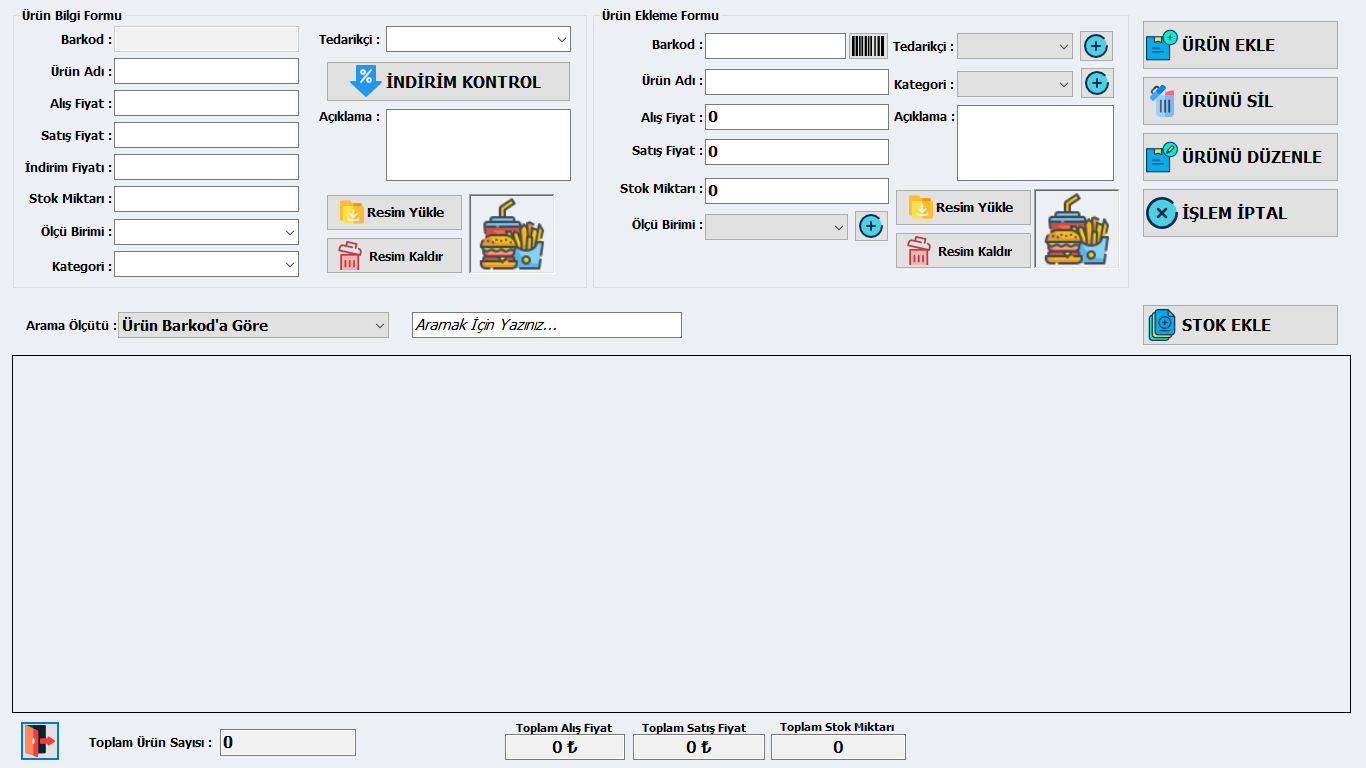 Ürün Bilgi Formu
Barkod :
Ürün Adı :
Alış Fiyat :
Satış Fiyat :
İndirim Fiyatı :
Stok Miktarı :
Ölçü Birimi :
Kategori :
Tedarikçi :
İNDİRİM KONTROL
Açıklama :
Resim Yükle
Resim Kaldır
Ürün Ekleme Formu
Barkod :
Ürün Adı :
Alış Fiyat : 0
Satış Fiyat : 0
Stok Miktarı : 0
Ölçü Birimi :
Tedarikçi :
Kategori :
Açıklama :
Resim Yükle
Resim Kaldır
ÜRÜN EKLE
ÜRÜNÜ SİL
ÜRÜNÜ DÜZENLE
İŞLEM İPTAL
Arama Ölçütü : Ürün Barkod'a Göre
Aramak İçin Yazınız...
STOK EKLE
Toplam Ürün Sayısı : 0
Toplam Alış Fiyat
0 ₺
Toplam Satış Fiyat
0 ₺
Toplam Stok Miktarı
0